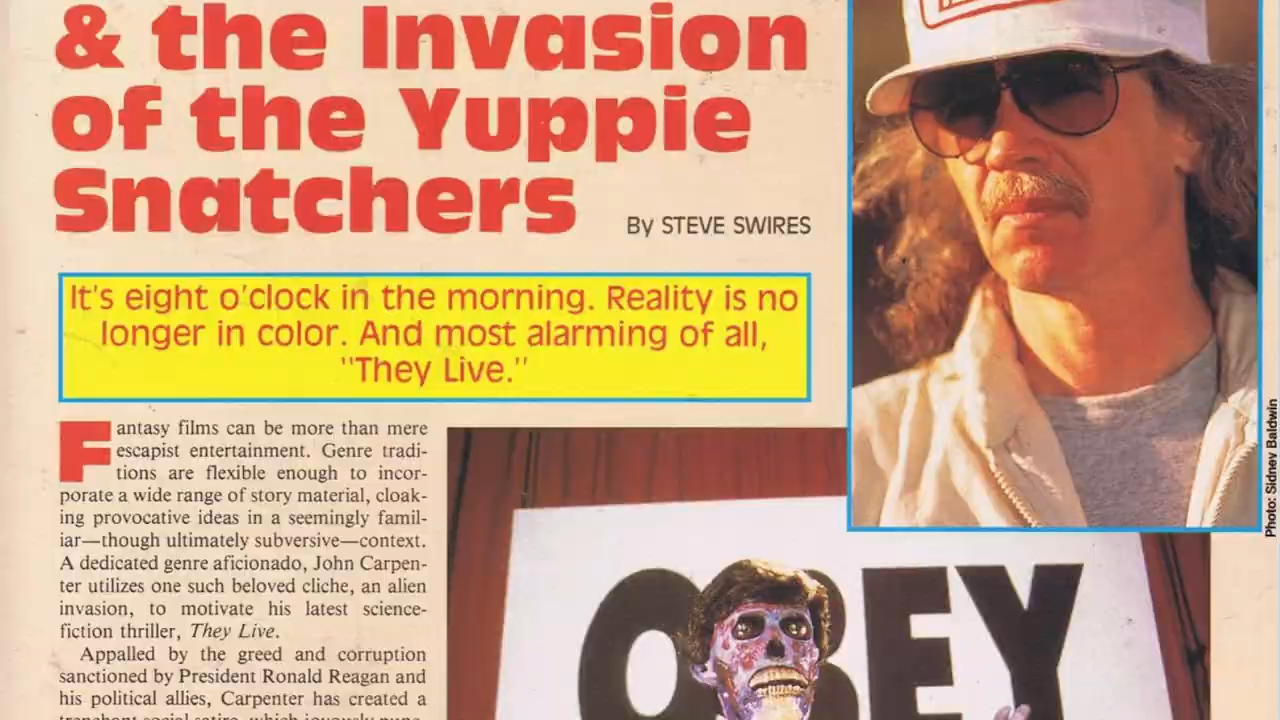 & the Invasion
of the Yuppie
Snatchers
By STEVE SWIRES
It's eight o'clock in the morning. Reality is no
longer in color. And most alarming of all,
"They Live."
Fantasy films can be more than mere
escapist entertainment. Genre tradi-
tions are flexible enough to incor-
porate a wide range of story material, cloak-
ing provocative ideas in a seemingly famil-
iar—though ultimately subversive—context.
A dedicated genre aficionado, John Carpen-
ter utilizes one such beloved cliche, an alien
invasion, to motivate his latest science-
fiction thriller, They Live.
Appalled by the greed and corruption
sanctioned by President Ronald Reagan and
his political allies, Carpenter has created a
trenchant social satire, which
Photo: Sidney Baldwin
OBEY